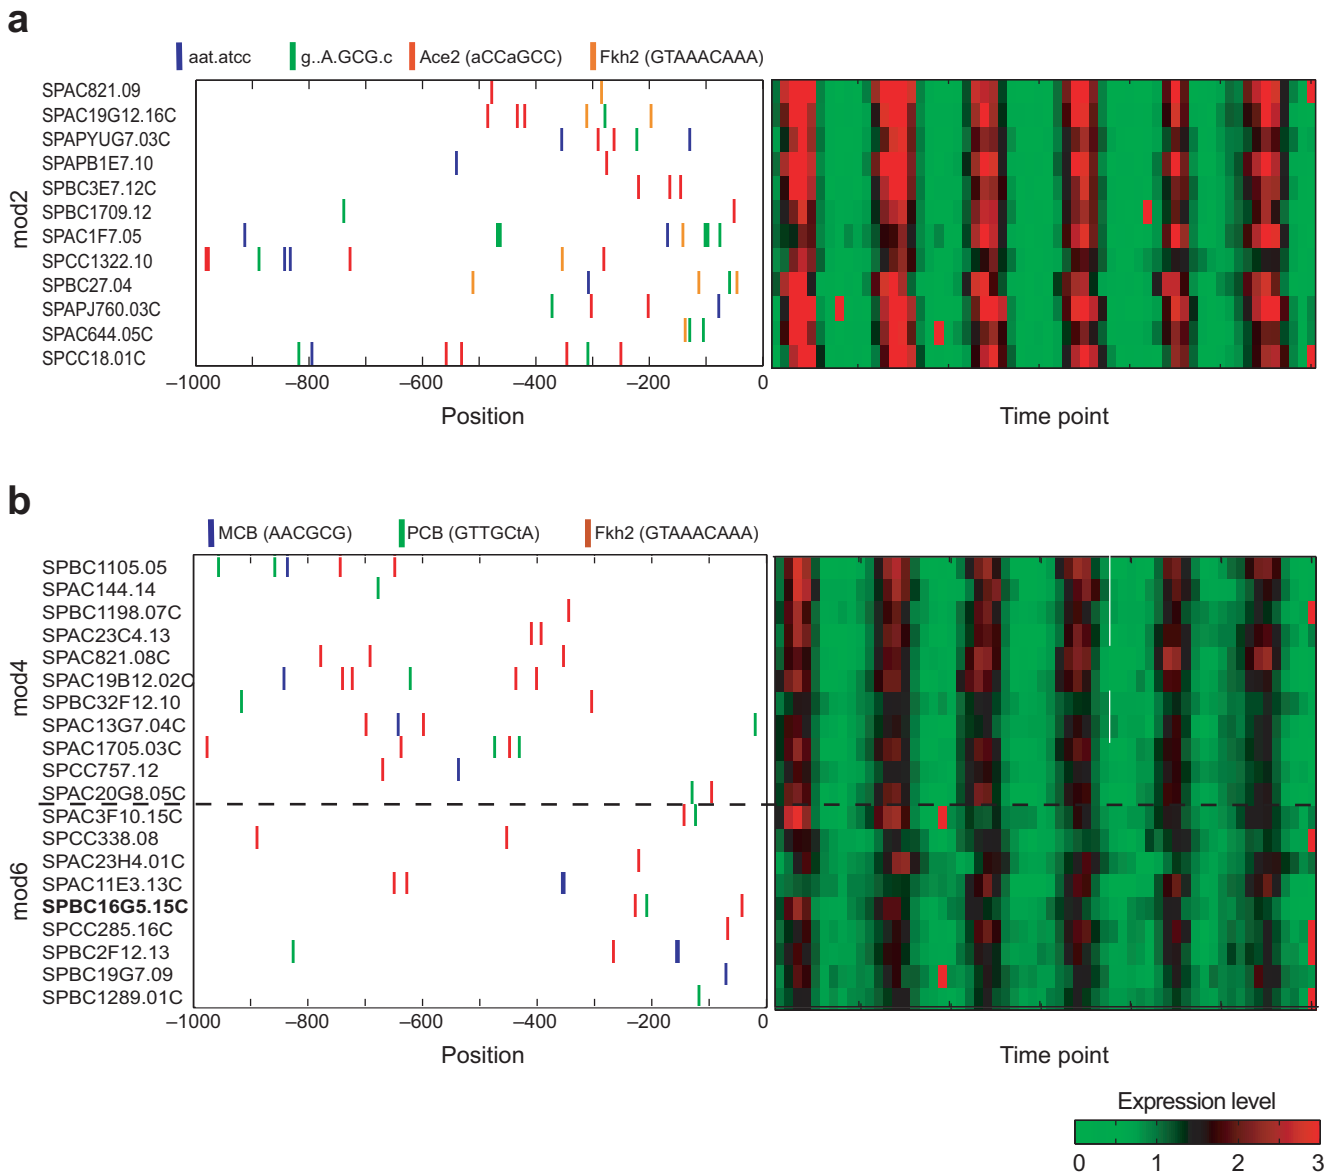 a
aat.atcc g..A.GCG.c Ace2 (aCCaGCC) Fkh2 (GTAAACAAA)
mod2
SPAC821.09
SPAC19G12.16C
SPAPYUG7.03C
SPAPB1E7.10
SPBC3E7.12C
SPBC1709.12
SPAC1F7.05
SPCC1322.10
SPBC27.04
SPAPJ760.03C
SPAC644.05C
SPCC18.01C
−1000 −800 −600 −400 −200 0
Position Time point
b
MCB (AACGCG) PCB (GTTGCtA) Fkh2 (GTAAACAAA)
mod4
SPBC1105.05
SPAC144.14
SPBC1198.07C
SPAC23C4.13
SPAC821.08C
SPAC19B12.02C
SPBC32F12.10
SPAC13G7.04C
SPAC1705.03C
SPCC757.12
SPAC20G8.05C
mod6
SPAC3F10.15C
SPCC338.08
SPAC23H4.01C
SPAC11E3.13C
SPBC16G5.15C
SPCC285.16C
SPBC2F12.13
SPBC19G7.09
SPBC1289.01C
−1000 −800 −600 −400 −200 0
Position Time point
Expression level
0 1 2 3